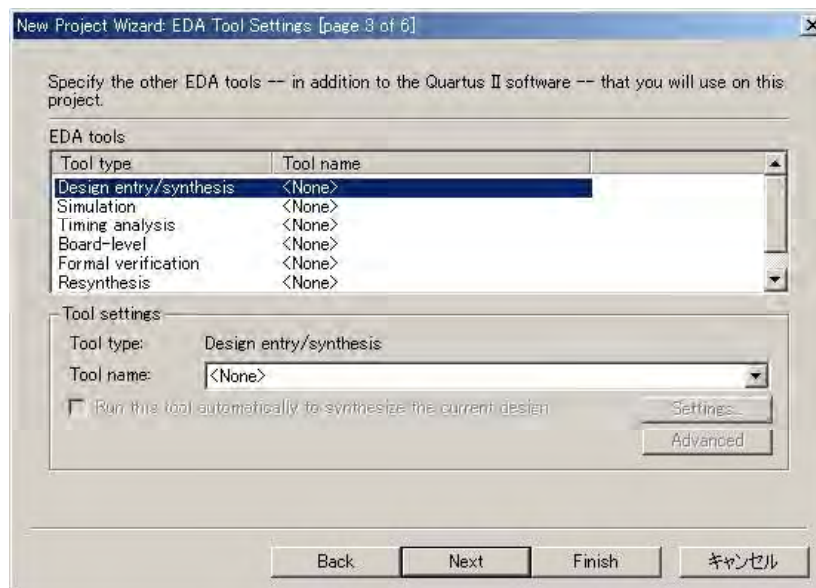 New Project Wizard: EDA Tool Settings [page 3 of 6]
Specify the other EDA tools -- in addition to the Quartus II software -- that you will use on this
project.
EDA tools
Tool type Tool name
Design entry/synthesis <None>
Simulation <None>
Timing analysis <None>
Board-level <None>
Formal verification <None>
Resynthesis <None>
Tool settings
Tool type: Design entry/synthesis
Tool name: <None>
Run this tool automatically to synthesize the current design Settings...
Advanced
Back Next Finish キャンセル